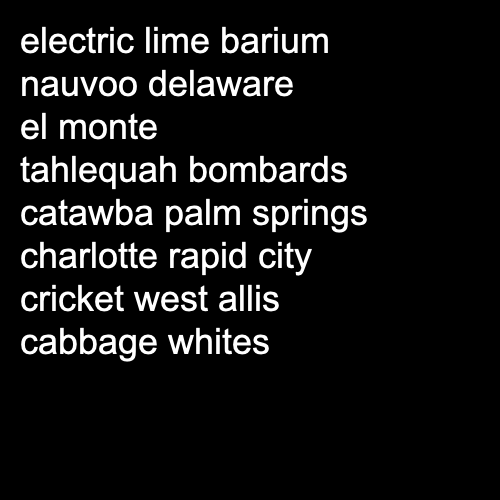 electric lime barium
nauvoo delaware
el monte
tahlequah bombards
catawba palm springs
charlotte rapid city
cricket west allis
cabbage whites